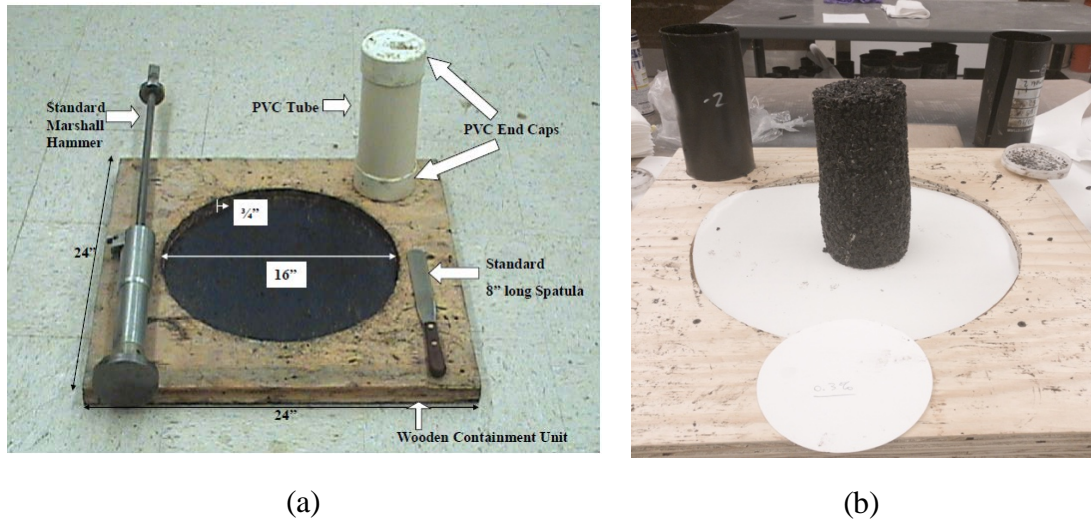 Standard
Marshall
Hammer
PVC Tube
PVC End Caps
¾”
24”
16”
Standard
8” long Spatula
24”
Wooden Containment Unit
-2
0.3%
(a)
(b)